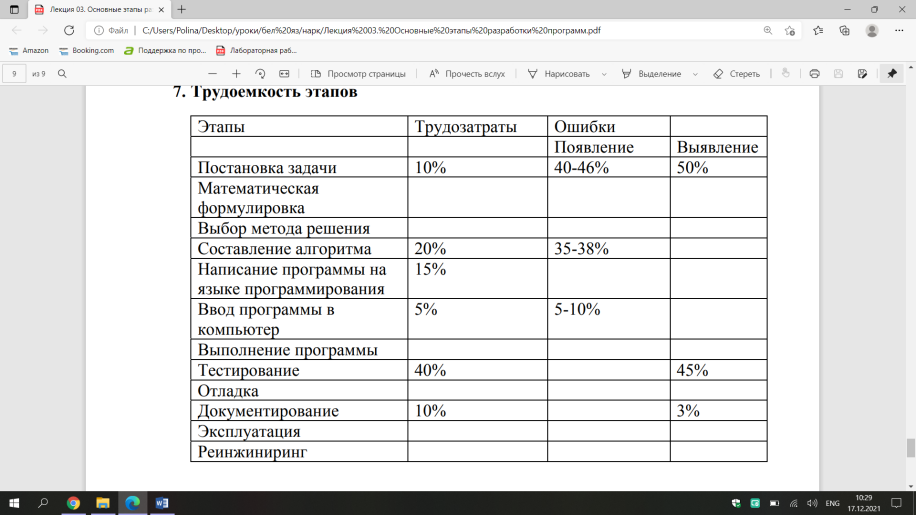 Лекция 03. Основные этапы ра
Файл | C:/Users/Polina/Desktop/уроки/бел%20яз/нарк/Лекция%2003.%20Основные%20этапы%20разработки%20программ.pdf
Amazon Booking.com Поддержка по про... Лабораторная раб...
9 из 9 Просмотр страницы Прочесть вслух Нарисовать Выделение Стереть
7. Трудоемкость этапов
Этапы Трудозатраты Ошибки
Появление Выявление
Постановка задачи 10% 40-46% 50%
Математическая
формулировка
Выбор метода решения
Составление алгоритма 20% 35-38%
Написание программы на 15%
языке программирования
Ввод программы в 5% 5-10%
компьютер
Выполнение программы
Тестирование 40% 45%
Отладка
Документирование 10% 3%
Эксплуатация
Реинжиниринг
ENG 10:29
17.12.2021